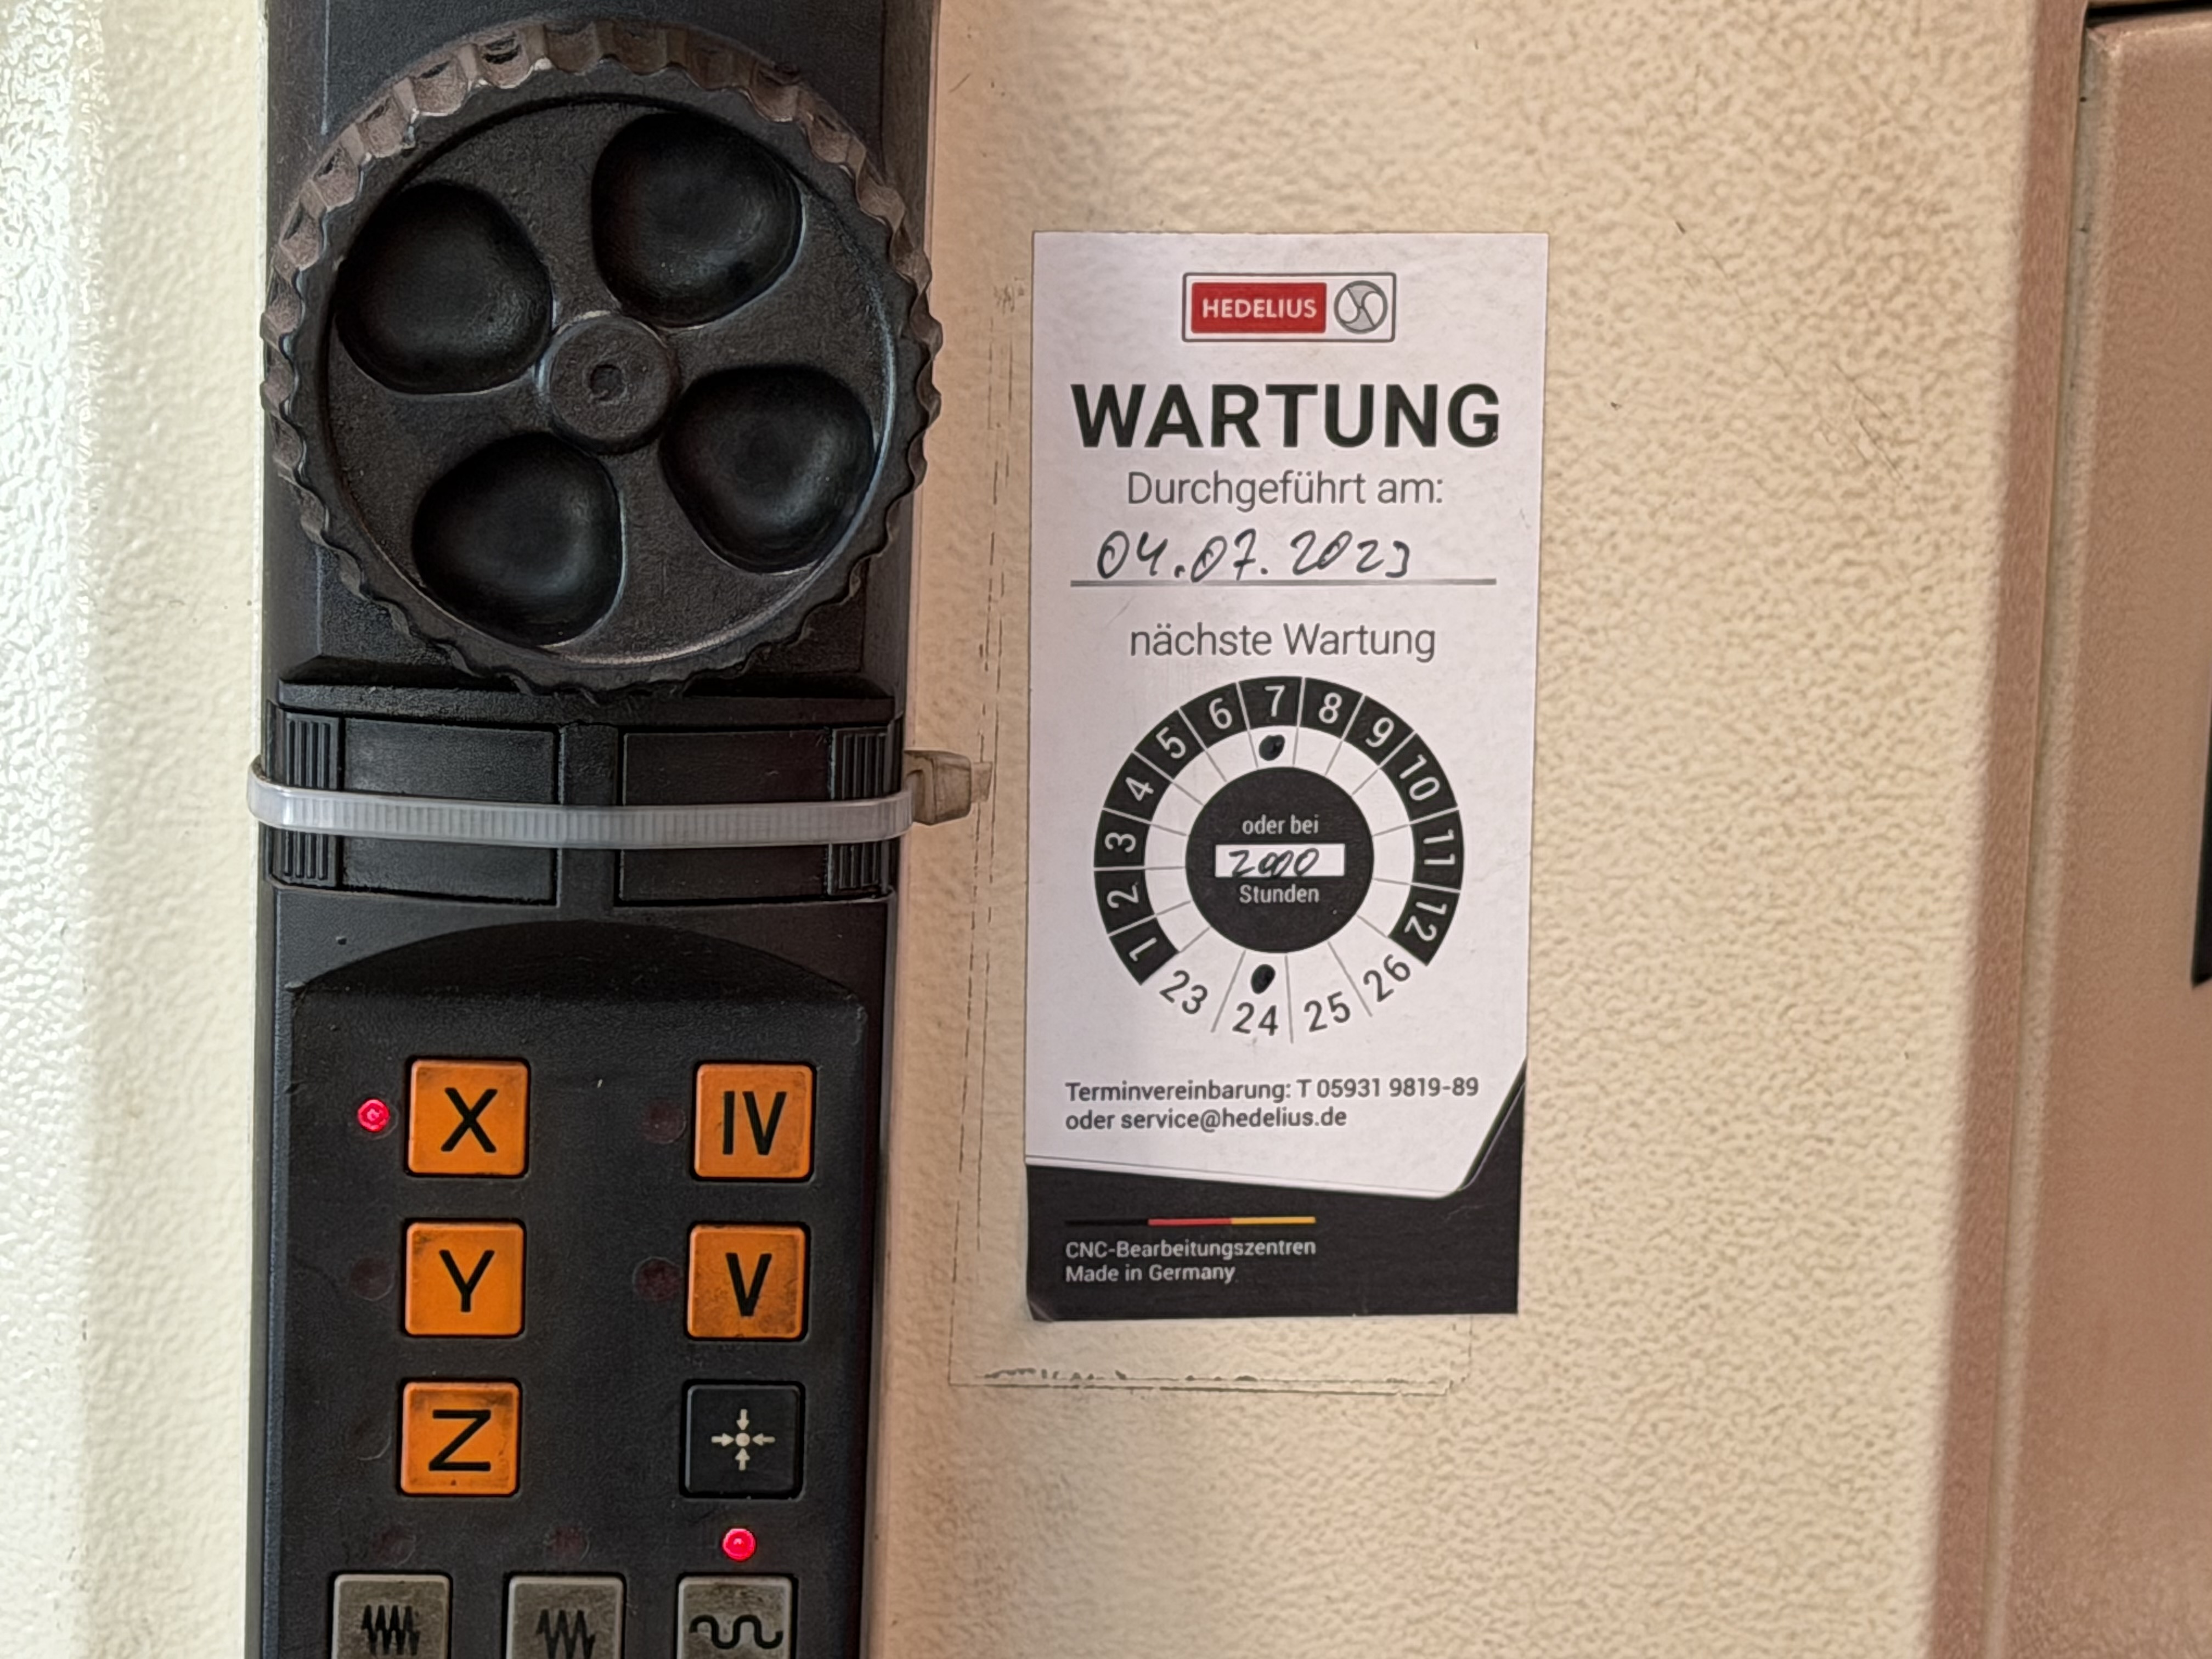 HEDELIUS
WARTUNG
Durchgeführt am:
04.07.2023
nächste Wartung
1 2 3 4 5 6 7 8 9 10 11 12
oder bei
2000
Stunden
23 24 25 26
Terminvereinbarung: T 05931 9819-89
oder service@hedelius.de
CNC-Bearbeitungszentren
Made in Germany
X IV
Y V
Z